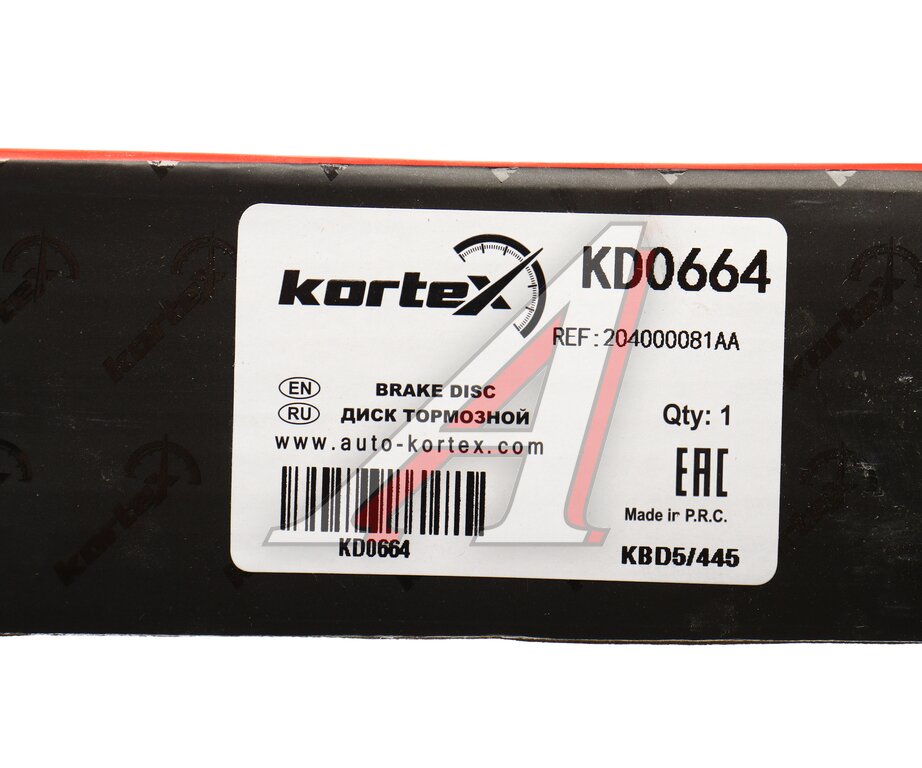 kortex
KD0664
REF:204000081AA
EN BRAKE DISC
RU ДИСК ТОРМОЗНОЙ
Qty: 1
www.auto-kortex.com
EAC
Made in P.R.C.
KD0664
KBD5/445